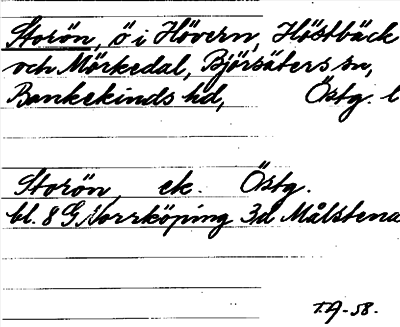 Storön, ö i Hövern, Höstbäck
och Mörkedal, Björsäters sn,
Bankekinds hd, Östg. l
Storön, ek. Östg.
bl. 8 G Norrköping 3d Målstena
T.A-58.